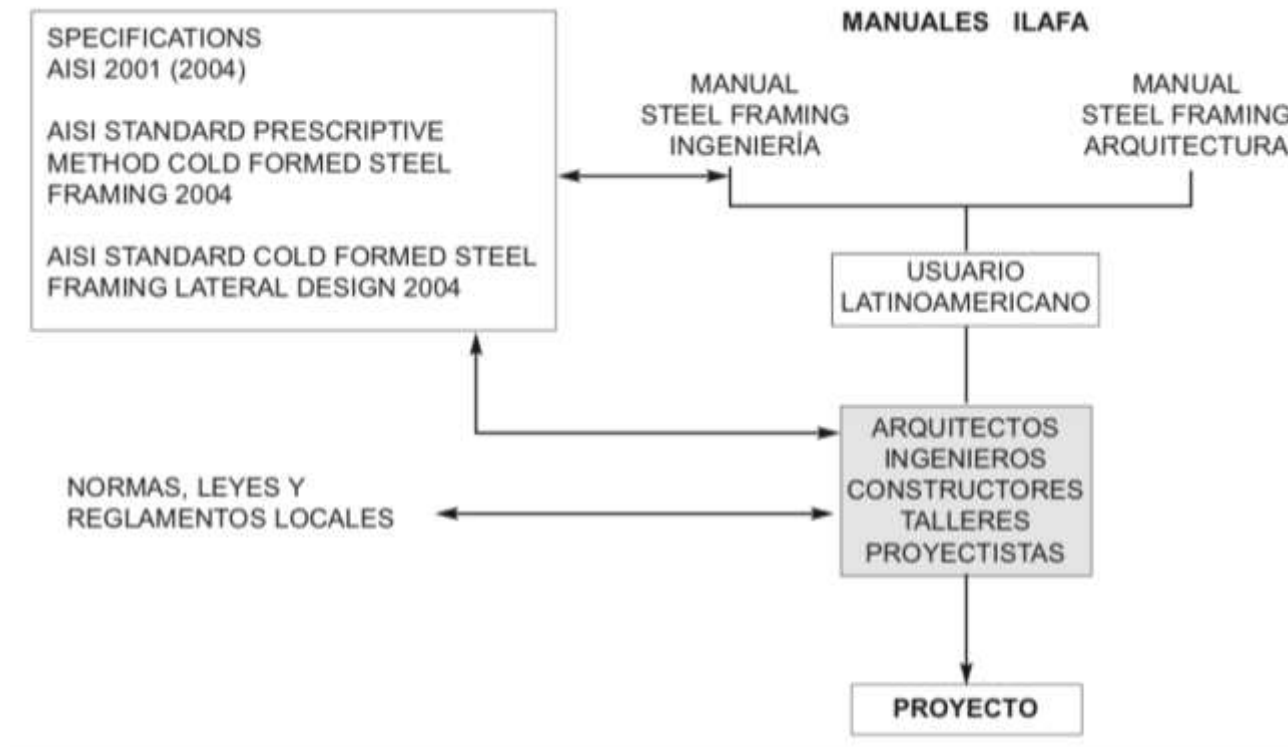 SPECIFICATIONS
AISI 2001 (2004)
AISI STANDARD PRESCRIPTIVE
METHOD COLD FORMED STEEL
FRAMING 2004
AISI STANDARD COLD FORMED STEEL
FRAMING LATERAL DESIGN 2004
MANUALES ILAFA
MANUAL
STEEL FRAMING
INGENIERÍA
MANUAL
STEEL FRAMING
ARQUITECTURA
USUARIO
LATINOAMERICANO
ARQUITECTOS
INGENIEROS
CONSTRUCTORES
TALLERES
PROYECTISTAS
NORMAS, LEYES Y
REGLAMENTOS LOCALES
PROYECTO